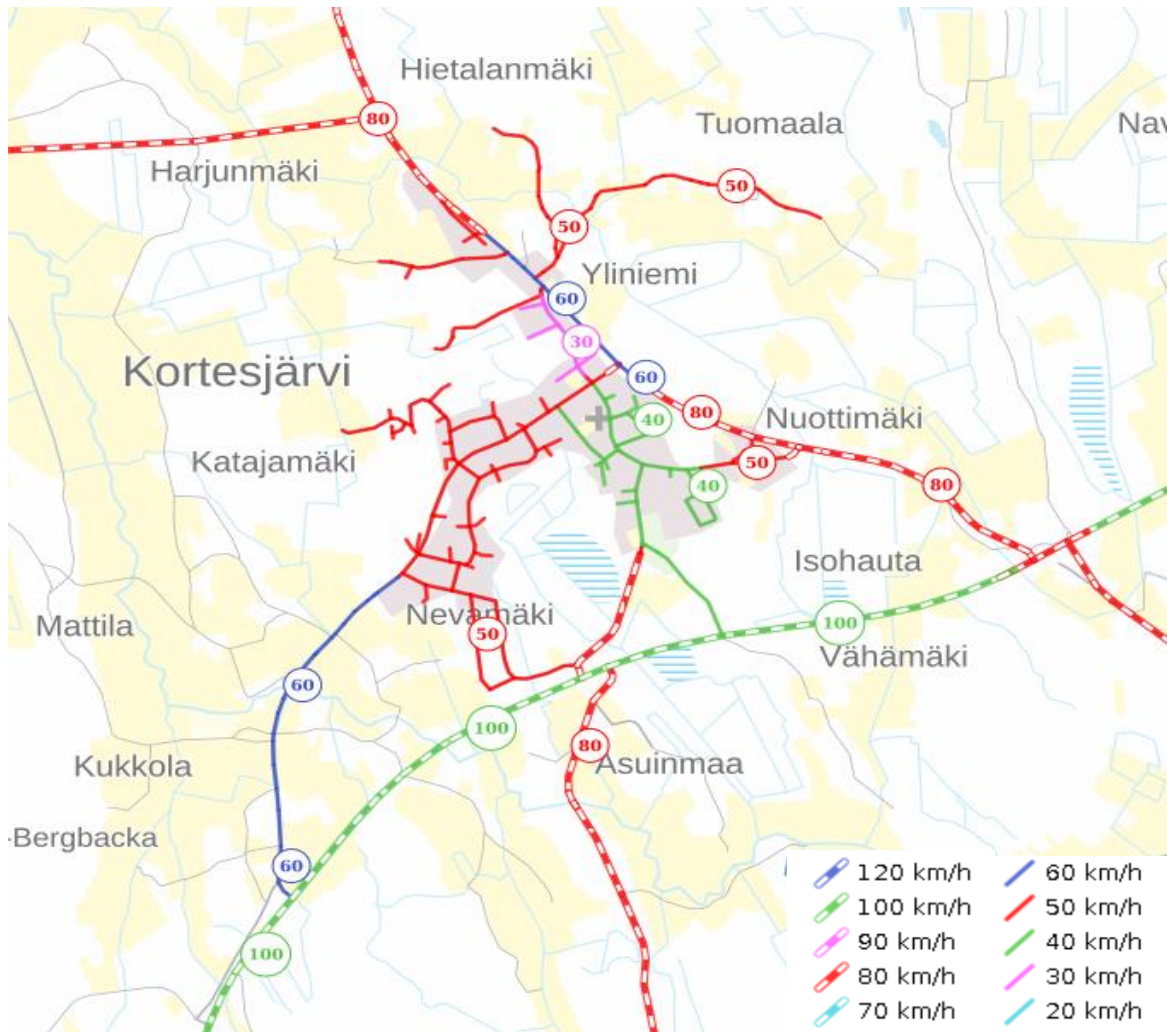 Hietalanmäki
80
Tuomaala
Nav
Harjunmäki
50
50
Yliniemi
60
30
Kortesjärvi
60
80
40
Nuottimäki
Katajamäki
50
40
80
Isohauta
Nevamäki
Mattila
100
50
Vähämäki
60
100
80
Kukkola
Asuinmaa
-Bergbacka
60
100
120 km/h
100 km/h
90 km/h
80 km/h
70 km/h
60 km/h
50 km/h
40 km/h
30 km/h
20 km/h